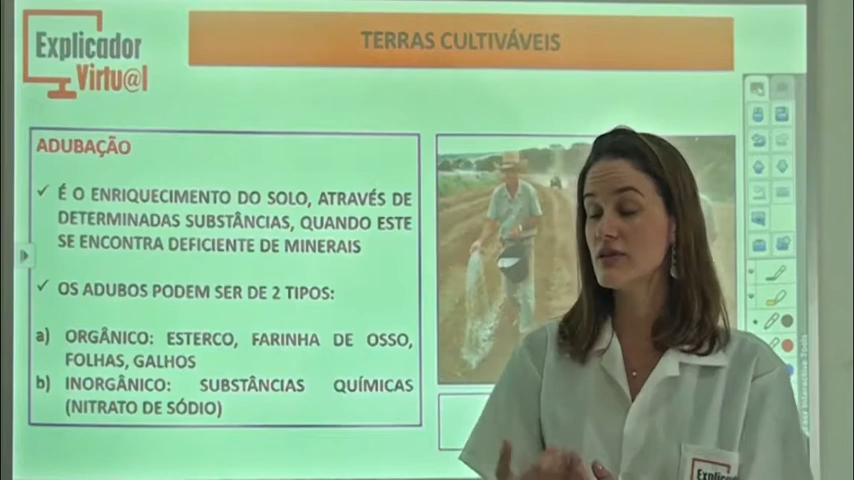 Explicador
Virtu@l
TERRAS CULTIVÁVEIS
ADUBAÇÃO
✓ É O ENRIQUECIMENTO DO SOLO, ATRAVÉS DE
DETERMINADAS SUBSTÂNCIAS, QUANDO ESTE
SE ENCONTRA DEFICIENTE DE MINERAIS
✓ OS ADUBOS PODEM SER DE 2 TIPOS:
a) ORGÂNICO: ESTERCO, FARINHA DE OSSO,
FOLHAS, GALHOS
b) INORGÂNICO: SUBSTÂNCIAS QUÍMICAS
(NITRATO DE SÓDIO)